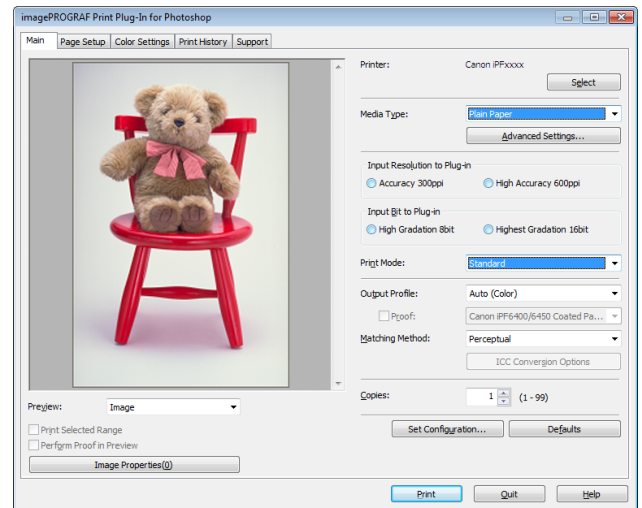 imagePROGRAF Print Plug-In for Photoshop
Main Page Setup Color Settings Print History Support
Printer: Canon iPFxxxx
Select
Media Type: Plain Paper
Advanced Settings...
Input Resolution to Plug-in
Accuracy 300ppi High Accuracy 600ppi
Input Bit to Plug-in
High Gradation 8bit Highest Gradation 16bit
Print Mode: Standard
Output Profile: Auto (Color)
Proof: Canon iPF6400/6450 Coated Pa...
Matching Method: Perceptual
ICC Conversion Options
Copies: 1 (1 - 99)
Preview: Image
Set Configuration... Defaults
Print Selected Range
Perform Proof in Preview
Image Properties(0)
Print Quit Help